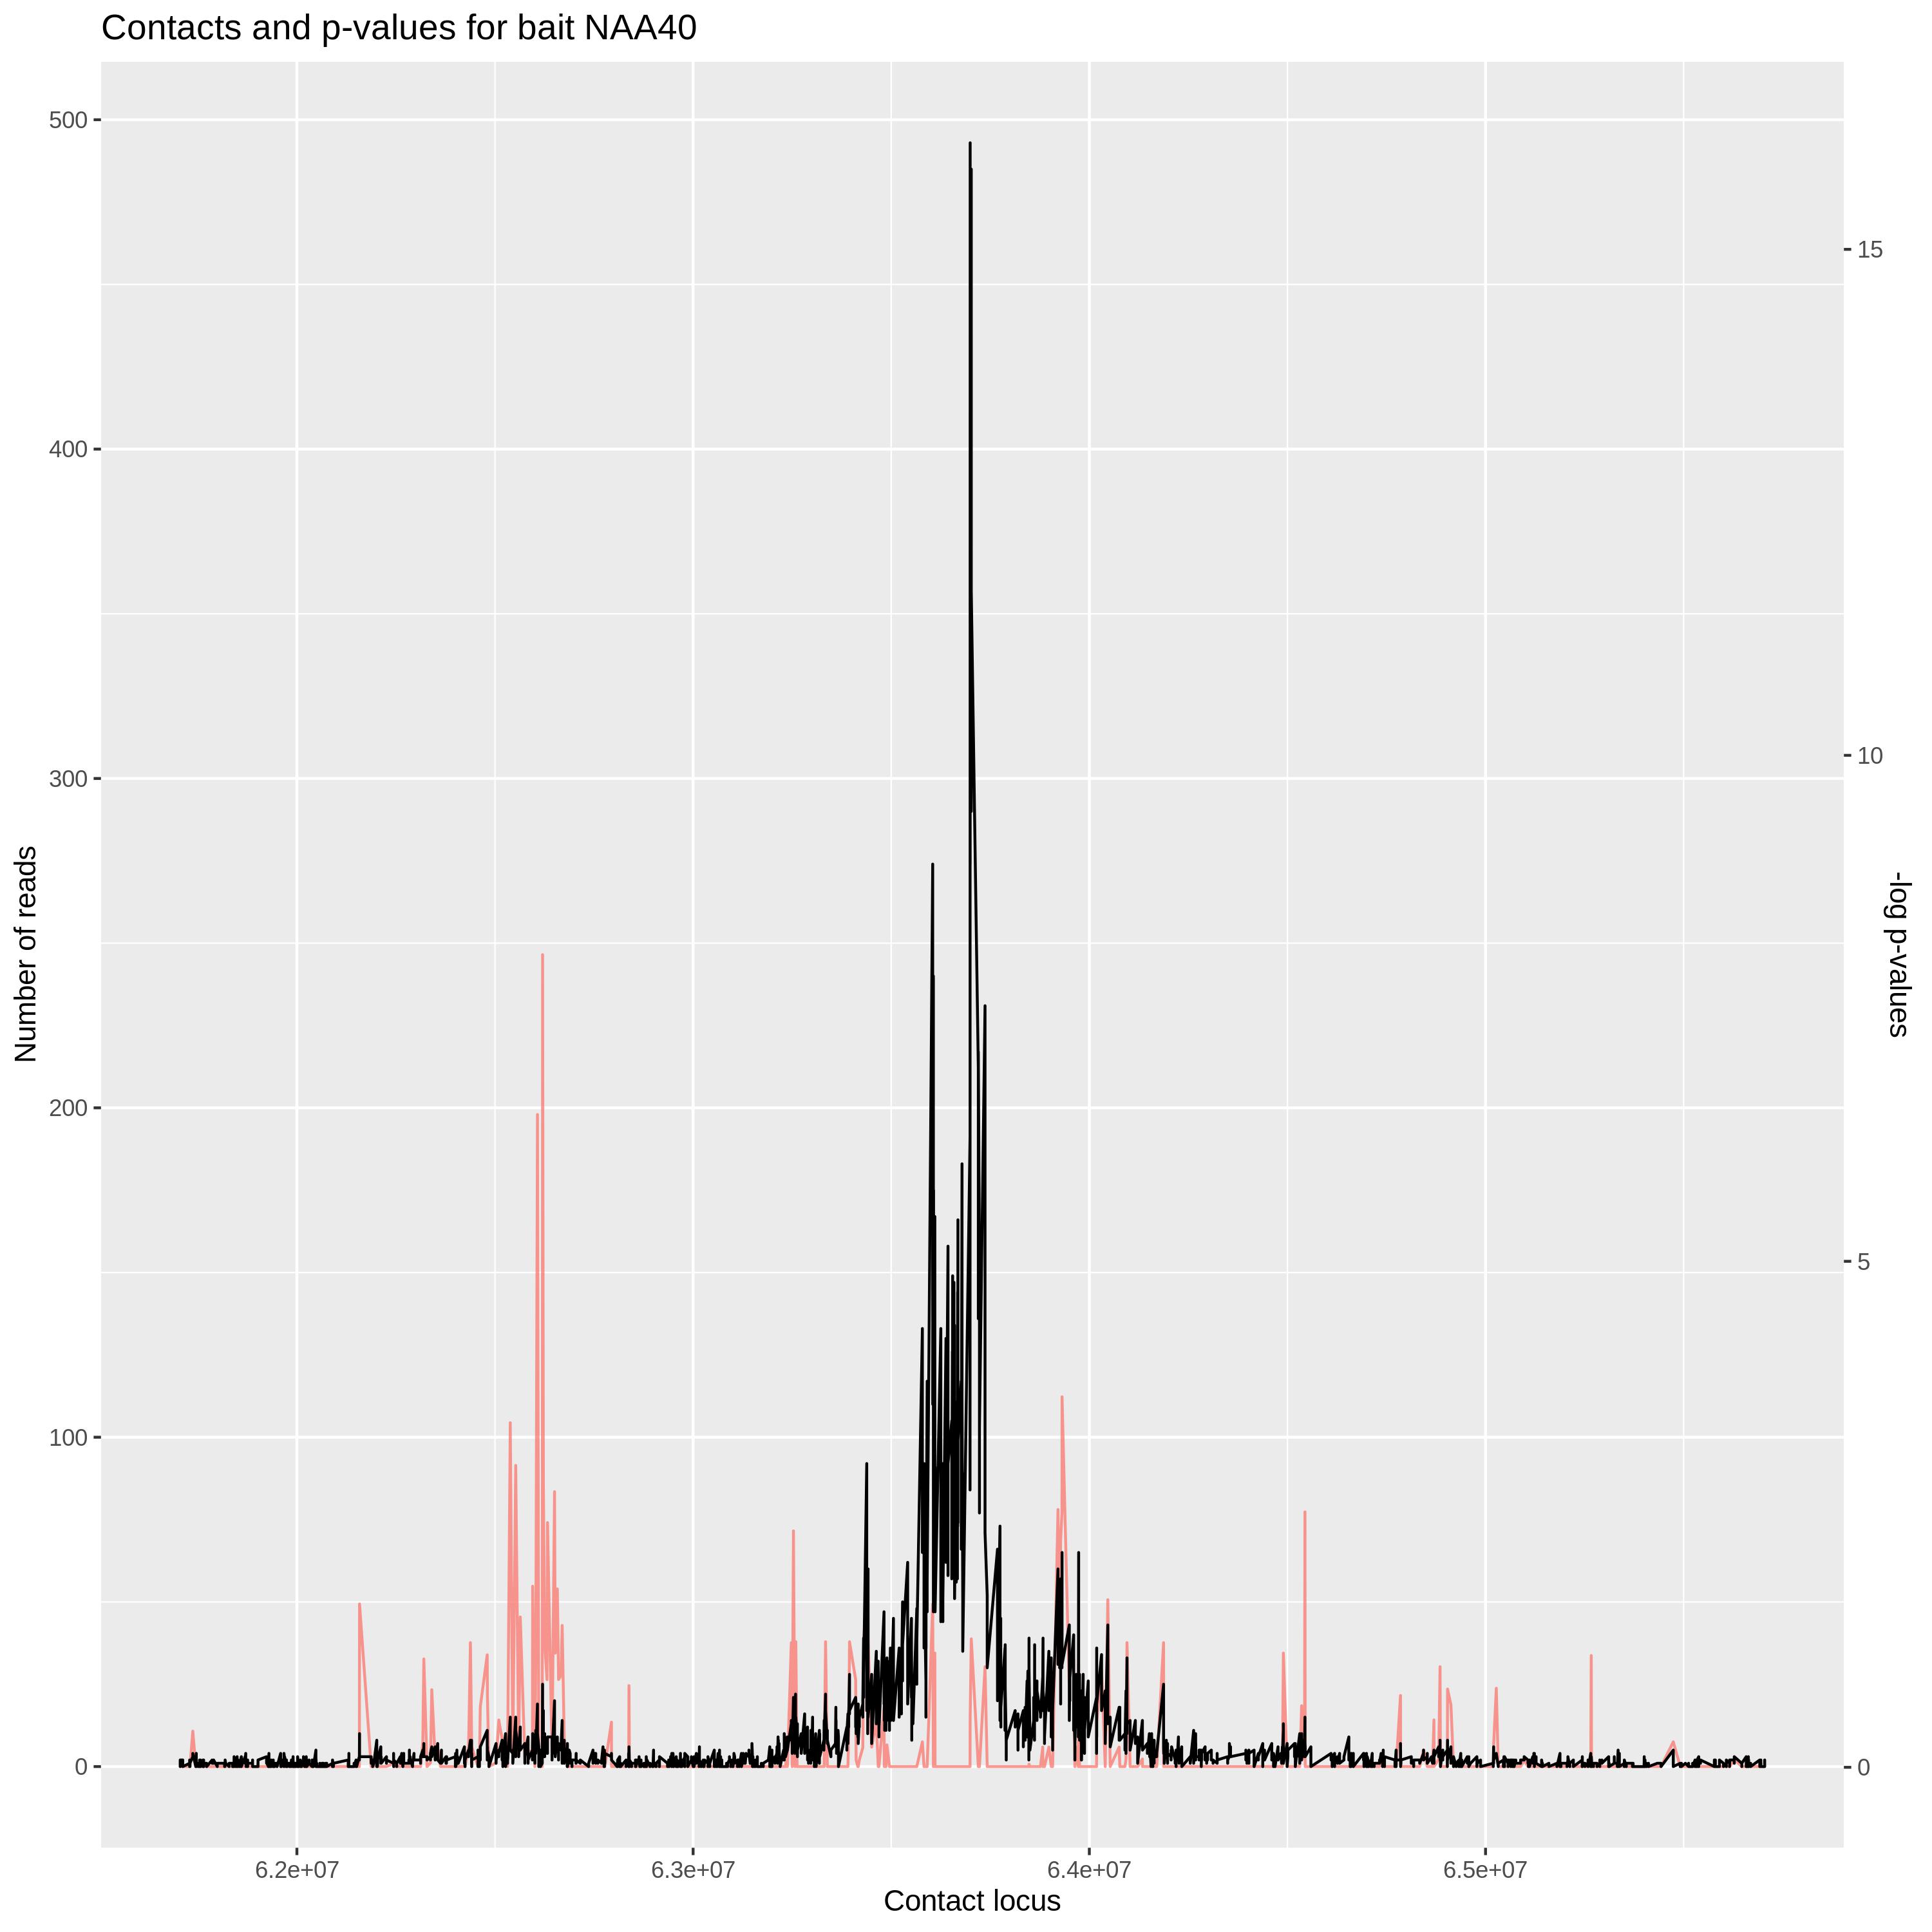 Contacts and p-values for bait NAA40
500
400
300
200
100
0
Number of reads
15
10
5
0
-log p-values
6.2e+07
6.3e+07
6.4e+07
6.5e+07
Contact locus